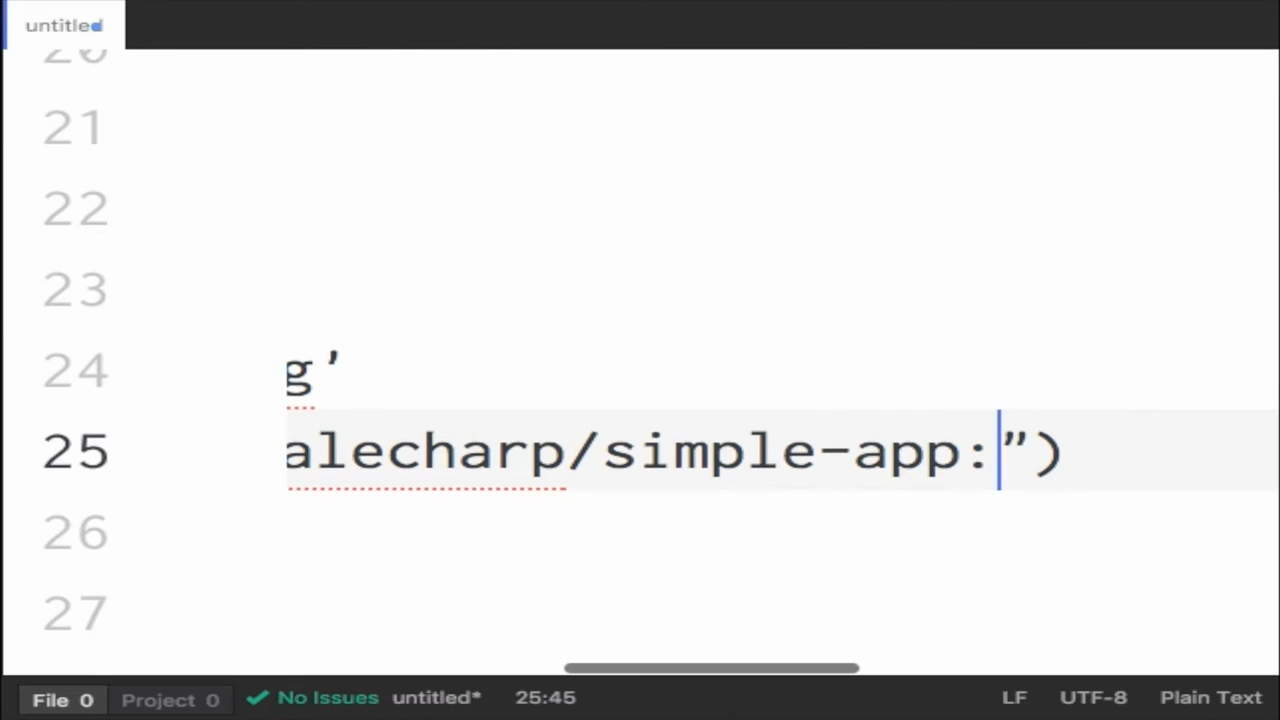 untitled
20
21
22
23
24 g’
25 alecharp/simple-app:”)
26
27
File 0 Project 0 No Issues untitled* 25:45 LF UTF-8 Plain Text